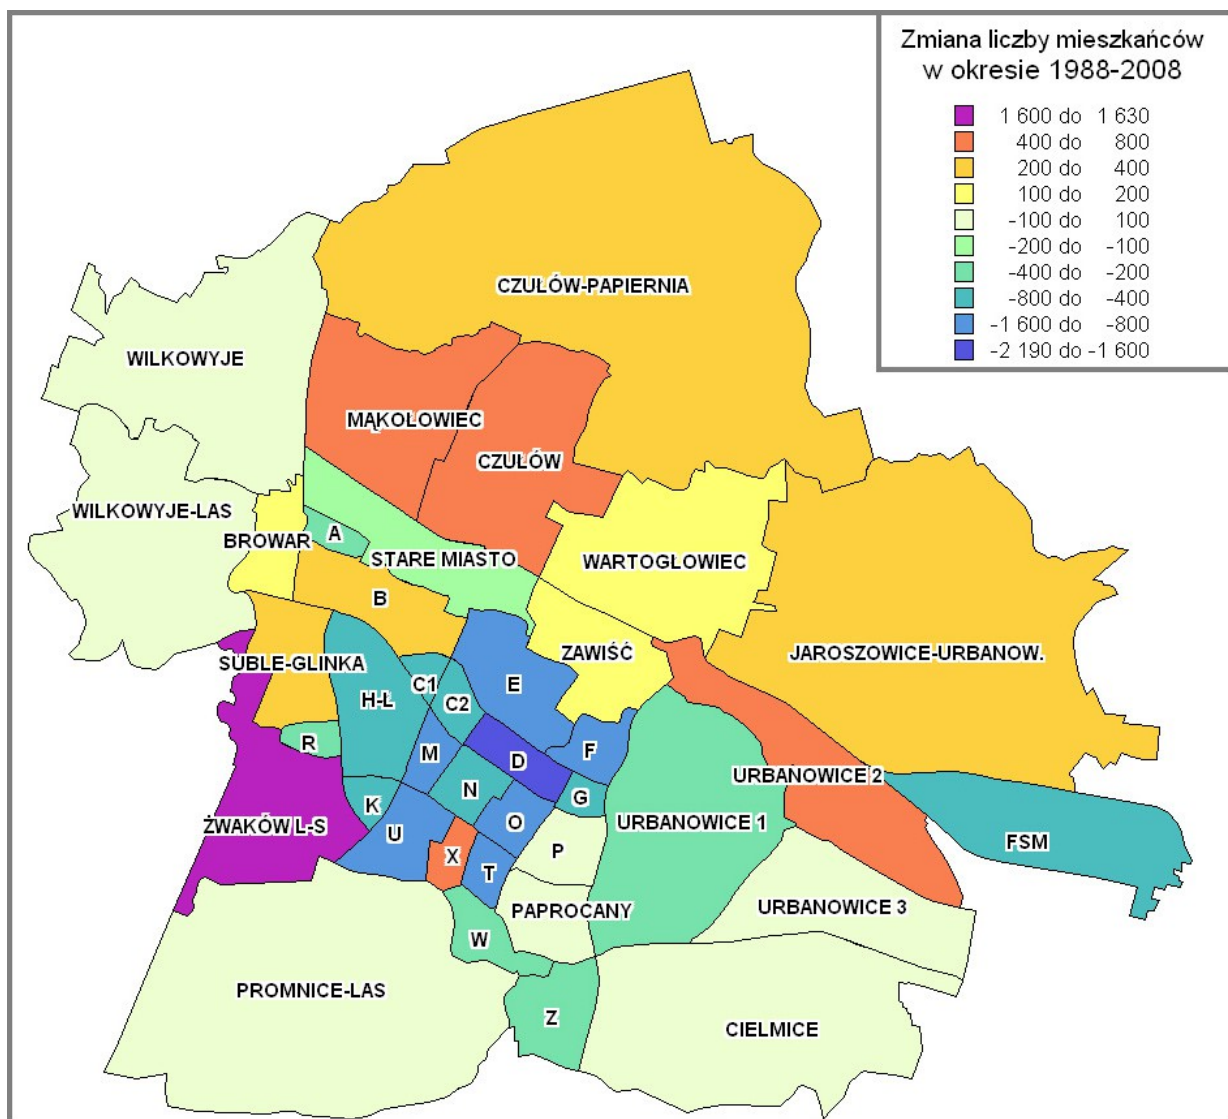 Zmiana liczby mieszkańców
w okresie 1988-2008
1 600 do 1 630
400 do 800
200 do 400
100 do 200
-100 do 100
-200 do -100
-400 do -200
-800 do -400
-1 600 do -800
-2 190 do -1 600
CZUŁÓW-PAPIERNIA
WILKOWYJE
MĄKOŁOWIEC
CZUŁÓW
WILKOWYJE-LAS
BROWAR
A
STARE MIASTO
WARTOGŁOWIEC
B
ZAWIŚĆ
JAROSZOWICE-URBANOW.
SUBLE-GLINKA
C1
E
H-Ł
C2
R
M
D
F
URBANOWICE 2
K
N
G
ŻWAKÓW L-S
U
O
URBANOWICE 1
FSM
X
P
T
PAPROCANY
URBANOWICE 3
W
PROMNICE-LAS
Z
CIELMICE